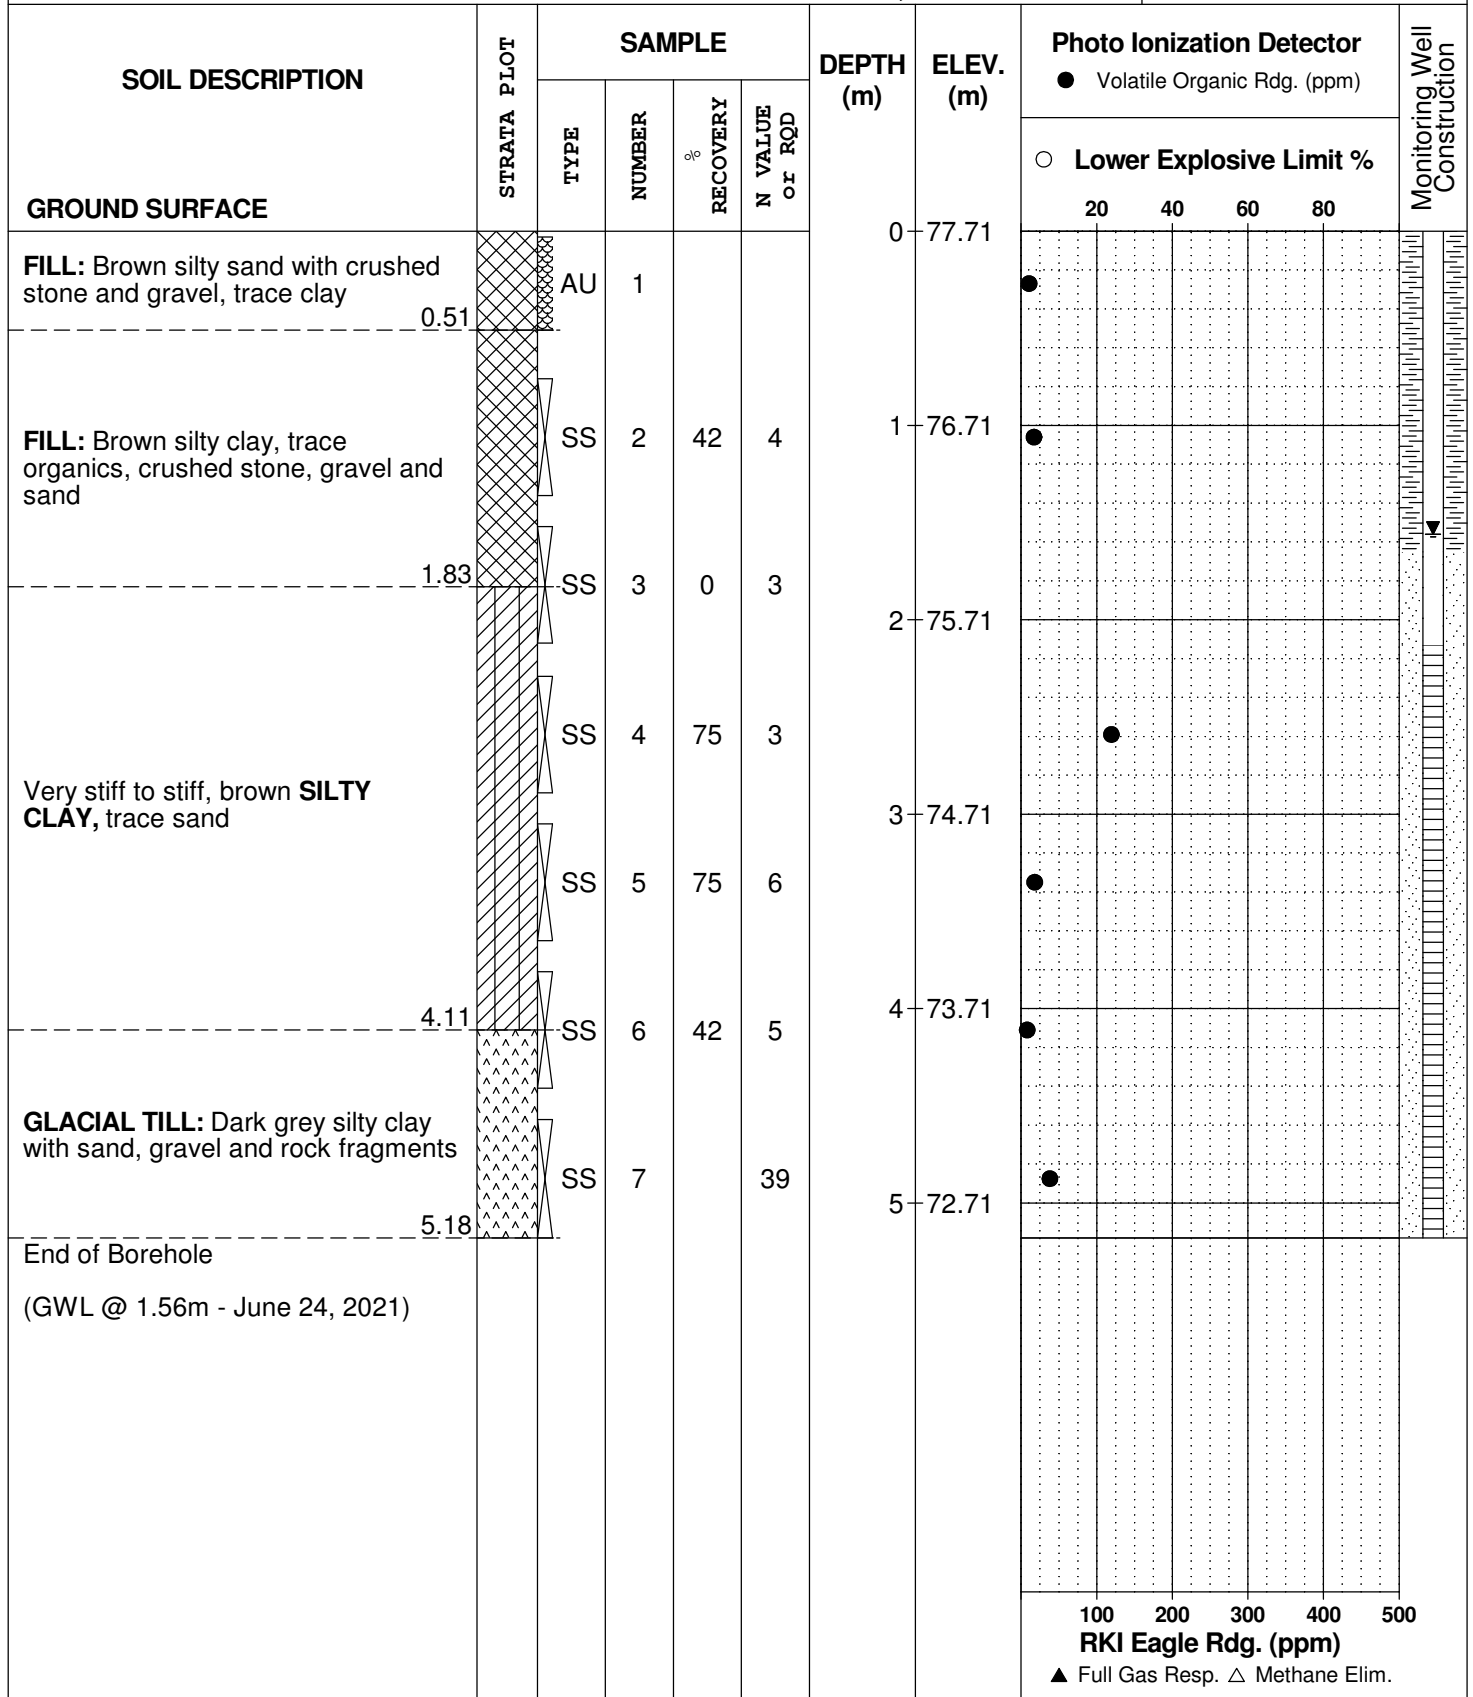 SOIL DESCRIPTION
GROUND SURFACE
STRATA PLOT
SAMPLE
TYPE
NUMBER
%
RECOVERY
N VALUE
or RQD
DEPTH
(m)
ELEV.
(m)
Photo Ionization Detector
● Volatile Organic Rdg. (ppm)
○ Lower Explosive Limit %
20 40 60 80
Monitoring Well
Construction
0 77.71
FILL: Brown silty sand with crushed
stone and gravel, trace clay
0.51
AU 1
FILL: Brown silty clay, trace
organics, crushed stone, gravel and
sand
1.83
SS 2 42 4
1 76.71
SS 3 0 3
2 75.71
SS 4 75 3
Very stiff to stiff, brown SILTY
CLAY, trace sand
3 74.71
SS 5 75 6
4.11
4 73.71
SS 6 42 5
GLACIAL TILL: Dark grey silty clay
with sand, gravel and rock fragments
SS 7 39
5 72.71
5.18
End of Borehole
(GWL @ 1.56m - June 24, 2021)
100 200 300 400 500
RKI Eagle Rdg. (ppm)
▲ Full Gas Resp. △ Methane Elim.